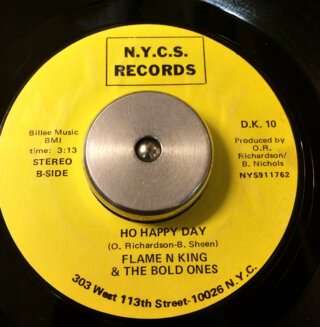 N.Y.C.S.
RECORDS
Billee Music
BMI
time: 3:13
STEREO
B-SIDE
D.K. 10
Produced by
O.R.
Richardson/
B. Nichols
NYS911762
HO HAPPY DAY
(O. Richardson-B. Sheen)
FLAME N KING
& THE BOLD ONES
303 West 113th Street-10026 N.Y.C.